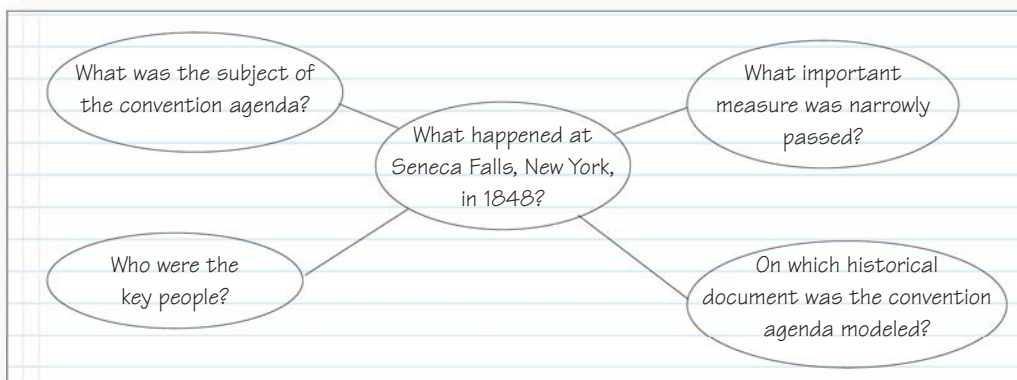 What was the subject of
the convention agenda?
What important
measure was narrowly
passed?
What happened at
Seneca Falls, New York,
in 1848?
Who were the
key people?
On which historical
document was the convention
agenda modeled?